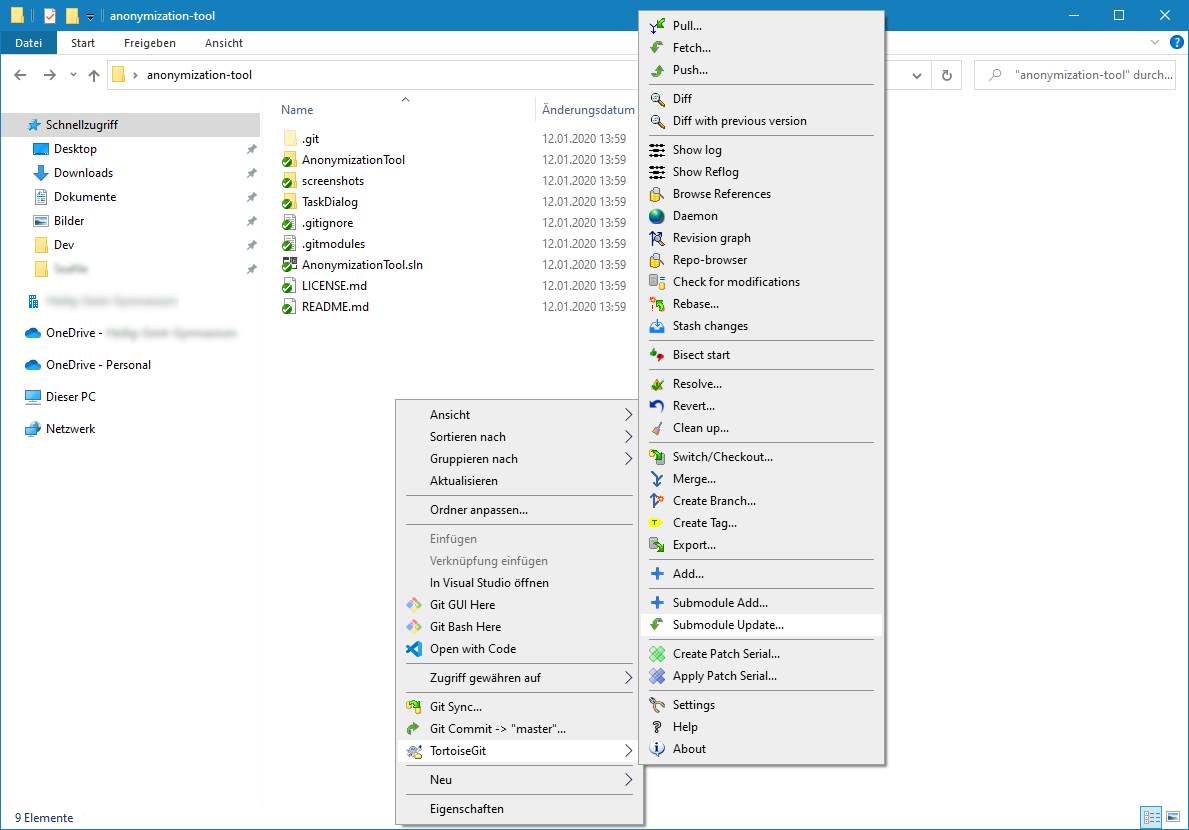 anonymization-tool
Datei Start Freigeben Ansicht
anonymization-tool
"anonymization-tool" durch...
Schnellzugriff
Desktop
Downloads
Dokumente
Bilder
Dev
OneDrive -
OneDrive - Personal
Dieser PC
Netzwerk
Name Änderungsdatum
.git 12.01.2020 13:59
AnonymizationTool 12.01.2020 13:59
screenshots 12.01.2020 13:59
TaskDialog 12.01.2020 13:59
.gitignore 12.01.2020 13:59
.gitmodules 12.01.2020 13:59
AnonymizationTool.sln 12.01.2020 13:59
LICENSE.md 12.01.2020 13:59
README.md 12.01.2020 13:59
Ansicht
Sortieren nach
Gruppieren nach
Aktualisieren
Ordner anpassen...
Einfügen
Verknüpfung einfügen
In Visual Studio öffnen
Git GUI Here
Git Bash Here
Open with Code
Zugriff gewähren auf
Git Sync...
Git Commit -> "master"...
TortoiseGit
Neu
Eigenschaften
Pull...
Fetch...
Push...
Diff
Diff with previous version
Show log
Show Reflog
Browse References
Daemon
Revision graph
Repo-browser
Check for modifications
Rebase...
Stash changes
Bisect start
Resolve...
Revert...
Clean up...
Switch/Checkout...
Merge...
Create Branch...
Create Tag...
Export...
Add...
Submodule Add...
Submodule Update...
Create Patch Serial...
Apply Patch Serial...
Settings
Help
About
9 Elemente